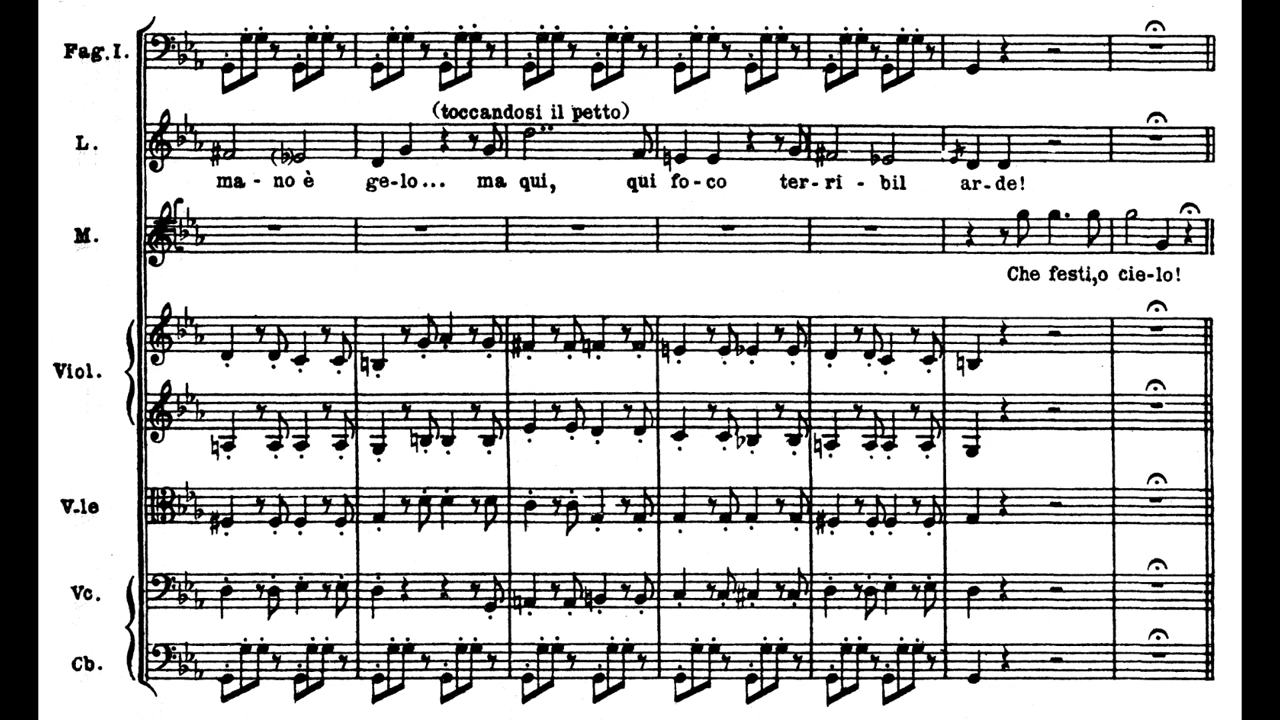 Fag.I.
(toccandosi il petto)
L.
ma - no è ge-lo... ma qui, qui fo-co ter-ri - bil ar-de!
M.
Che festi,o cie-lo!
Viol.
V-le
Vc.
Cb.